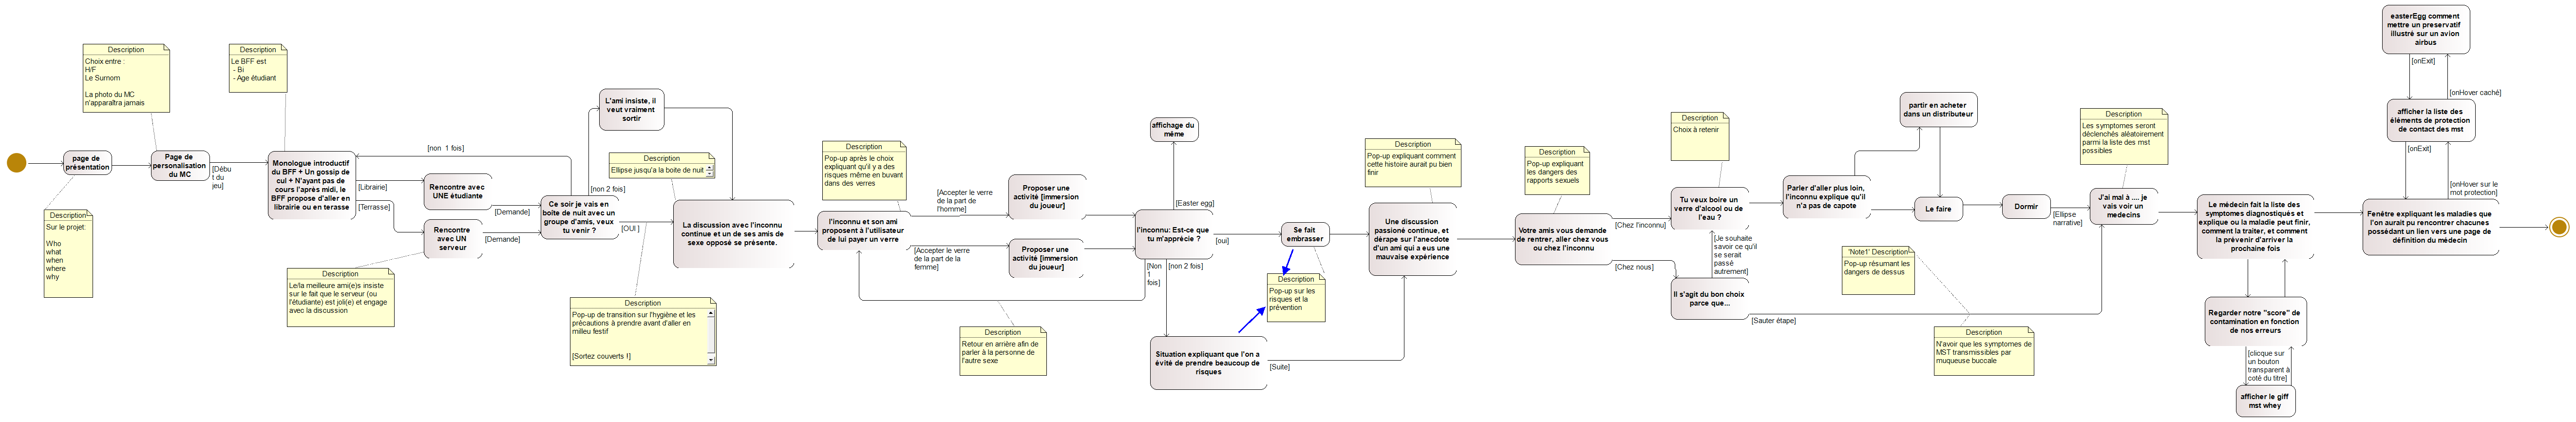 Description
Choix entre :
H/F
Le Surnom
La photo du MC
n'apparaîtra jamais
page de
présentation
Page de
personalisation
du MC
[Débu
t du
jeu]
Description
Sur le projet:
Who
what
when
where
why
Description
Le BFF est
- Bi
- Age étudiant
Monologue introductif
du BFF + Un gossip de
cul + N'ayant pas de
cours l'après midi, le
BFF propose d'aller en
librairie ou en terasse
[non 1 fois]
[Librairie]
[Terrasse]
Rencontre avec
UNE étudiante
Rencontre
avec UN
serveur
[Demande]
[Demande]
Description
Le/la meilleure ami(e)s insiste
sur le fait que le serveur (ou
l'étudiante) est joli(e) et engage
avec la discussion
L'ami insiste, il
veut vraiment
sortir
[non 2 fois]
Ce soir je vais en
boîte de nuit avec un
groupe d'amis, veux
tu venir ?
[OUI ]
Description
Ellipse jusqu'a la boite de nuit
Description
Pop-up de transition sur l'hygiène et les
précautions à prendre avant d'aller en
milleu festif
[Sortez couverts !]
La discussion avec l'inconnu
continue et un de ses amis de
sexe opposé se présente.
Description
Pop-up après le choix
expliquant qu'il y a des
risques même en buvant
dans des verres
l'inconnu et son ami
proposent à l'utilisateur
de lui payer un verre
[Accepter le verre
de la part de
l'homme]
[Accepter le verre
de la part de la
femme]
Proposer une
activité [immersion
du joueur]
Proposer une
activité [immersion
du joueur]
Description
Retour en arrière afin de
parler à la personne de
l'autre sexe
affichage du
mème
[Easter egg]
l'inconnu: Est-ce que
tu m'apprécie ?
[oui]
[Non
1
fois]
[non 2 fois]
Situation expliquant que l'on a
évité de prendre beaucoup de
risques
[Suite]
Se fait
embrasser
Description
Pop-up sur les
risques et la
prévention
Description
Pop-up expliquant comment
cette histoire aurait pu bien
finir
Une discussion
passioné continue, et
dérape sur l'anecdote
d'un ami qui a eus une
mauvaise expérience
Description
Pop-up expliquant
les dangers des
rapports sexuels
Votre amis vous demande
de rentrer, aller chez vous
ou chez l'inconnu
[Chez l'inconnu]
[Chez nous]
Description
Choix à retenir
Tu veux boire un
verre d'alcool ou de
l'eau ?
[Je souhaite
savoir ce qu'il
se serait
passé
autrement]
Il s'agit du bon choix
parce que...
[Sauter étape]
Parler d'aller plus loin,
l'inconnu explique qu'il
n'a pas de capote
partir en acheter
dans un distributeur
Le faire
Dormir
[Ellipse
narrative]
'Note1' Description
Pop-up résumant les
dangers de dessus
Description
N'avoir que les symptomes de
MST transmissibles par
muqueuse buccale
Description
Les symptomes seront
déclenchés aléatoirement
parmi la liste des mst
possibles
J'ai mal à .... je
vais voir un
medecins
Le médecin fait la liste des
symptomes diagnostiqués et
explique ou la maladie peut finir,
comment la traiter, et comment
la prévenir d'arriver la
prochaine fois
Regarder notre "score" de
contamination en fonction
de nos erreurs
[clicque sur
un bouton
transparent à
coté du titre]
afficher le giff
mst whey
easterEgg comment
mettre un preservatif
illustré sur un avion
airbus
[onExit]
[onHover caché]
afficher la liste des
éléments de protection
de contact des mst
[onExit]
[onHover sur le
mot protection]
Fenêtre expliquant les maladies que
l'on aurait pu rencontrer chacunes
possédant un lien vers une page de
définition du médecin